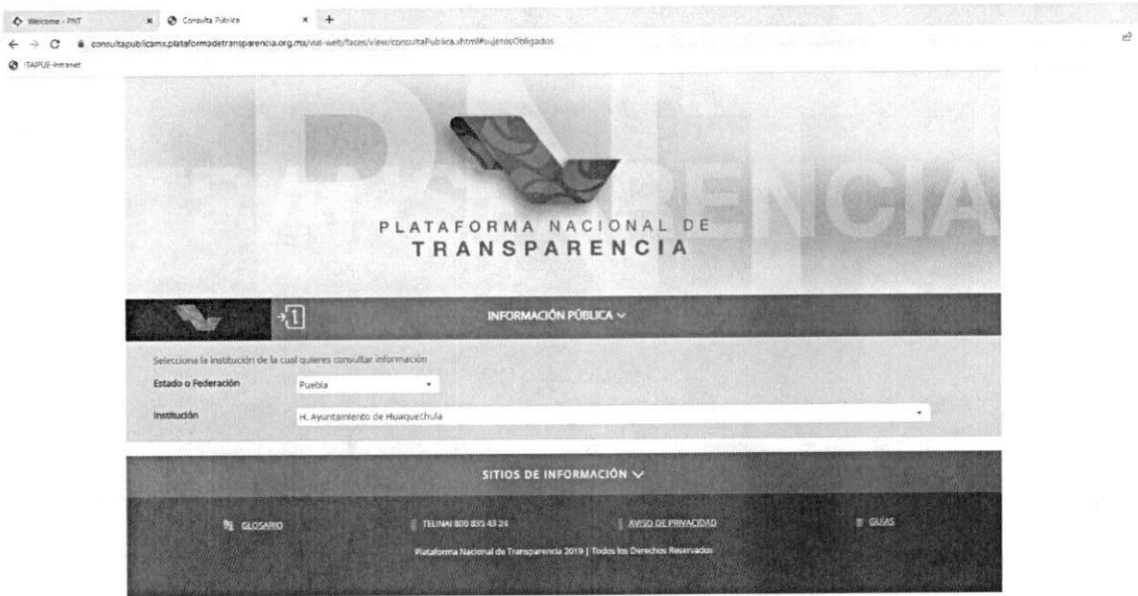 Welcome - PNT
Consulta Pública
consultapublicamx.plataformadetransparencia.org.mx/vut-web/faces/view/consultaPublica.xhtml#sujetosObligados
ITAIPUE-Intranet
PLATAFORMA NACIONAL DE
TRANSPARENCIA
INFORMACIÓN PÚBLICA
Selecciona la institución de la cual quieres consultar información
Estado o Federación Puebla
Institución H. Ayuntamiento de Huaquechula
SITIOS DE INFORMACIÓN
GLOSARIO TELINAI 800 835 43 24 AVISO DE PRIVACIDAD GUÍAS
Plataforma Nacional de Transparencia 2019 | Todos los Derechos Reservados